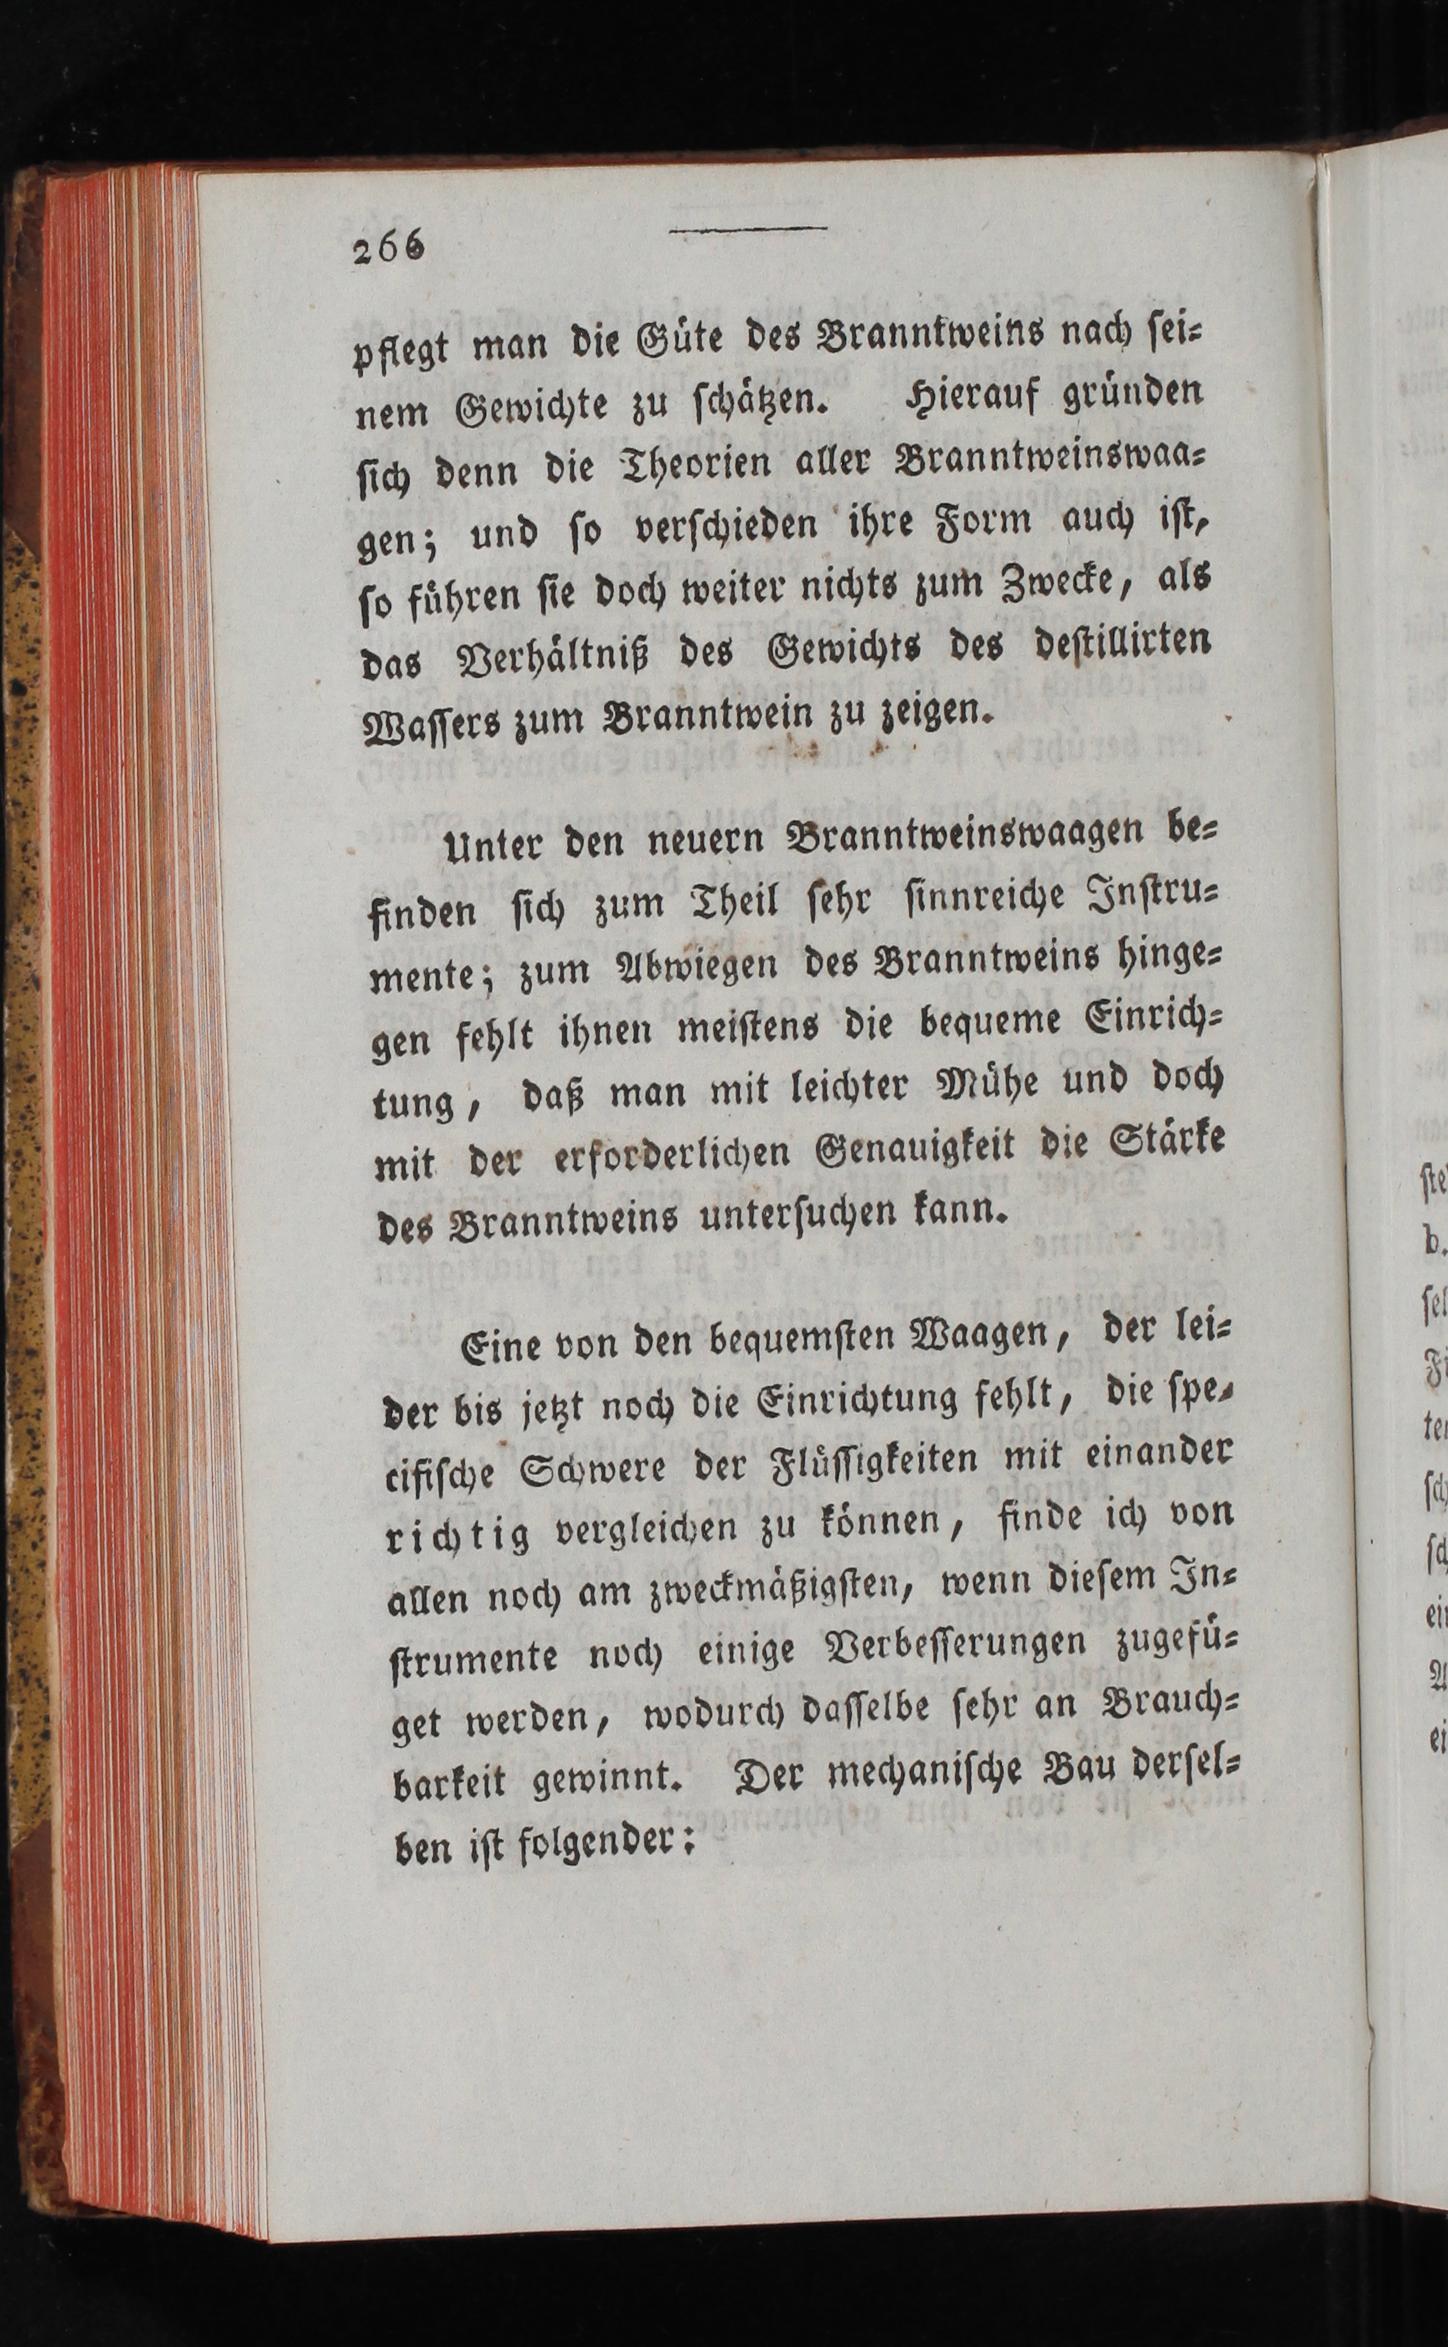 266
pflegt man die Güte des Branntweins nach ſei⸗
nem Gewichte zu ſchätzen. Hierauf gründen
ſich denn die Theorien aller Branntweinswaa⸗
gen; und ſo verſchieden ihre Form auch iſt,
ſo führen ſie doch weiter nichts zum Zwecke, als
das Verhältniß des Gewichts des deſtillirten
Waſſers zum Branntwein zu zeigen.
Unter den neuern Branntweinswaagen be⸗
finden ſich zum Theil ſehr ſinnreiche Inſtru⸗
mente; zum Abwiegen des Branntweins hinge⸗
gen fehlt ihnen meiſtens die bequeme Einrich⸗
tung, daß man mit leichter Mühe und doch
mit der erforderlichen Genauigkeit die Stärke
des Branntweins unterſuchen kann.
Eine von den bequemſten Waagen, der lei⸗
der bis jetzt noch die Einrichtung fehlt, die ſpe⸗
cifiſche Schwere der Flüſſigkeiten mit einander
richtig vergleichen zu können, finde ich von
allen noch am zweckmäßigſten, wenn dieſem In⸗
ſtrumente noch einige Verbeſſerungen zugefü⸗
get werden, wodurch daſſelbe ſehr an Brauch⸗
barkeit gewinnt. Der mechaniſche Bau derſel⸗
ben iſt folgender: